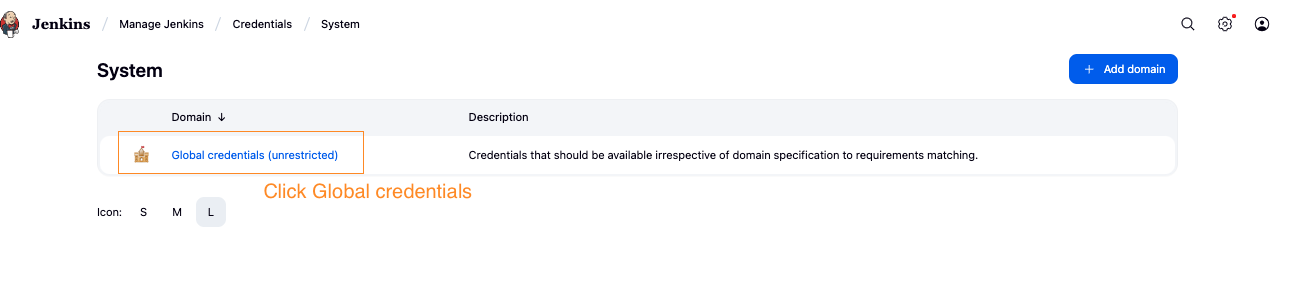 Jenkins / Manage Jenkins / Credentials / System
System
+ Add domain
Domain ↓ Description
Global credentials (unrestricted) Credentials that should be available irrespective of domain specification to requirements matching.
Click Global credentials
Icon: S M L